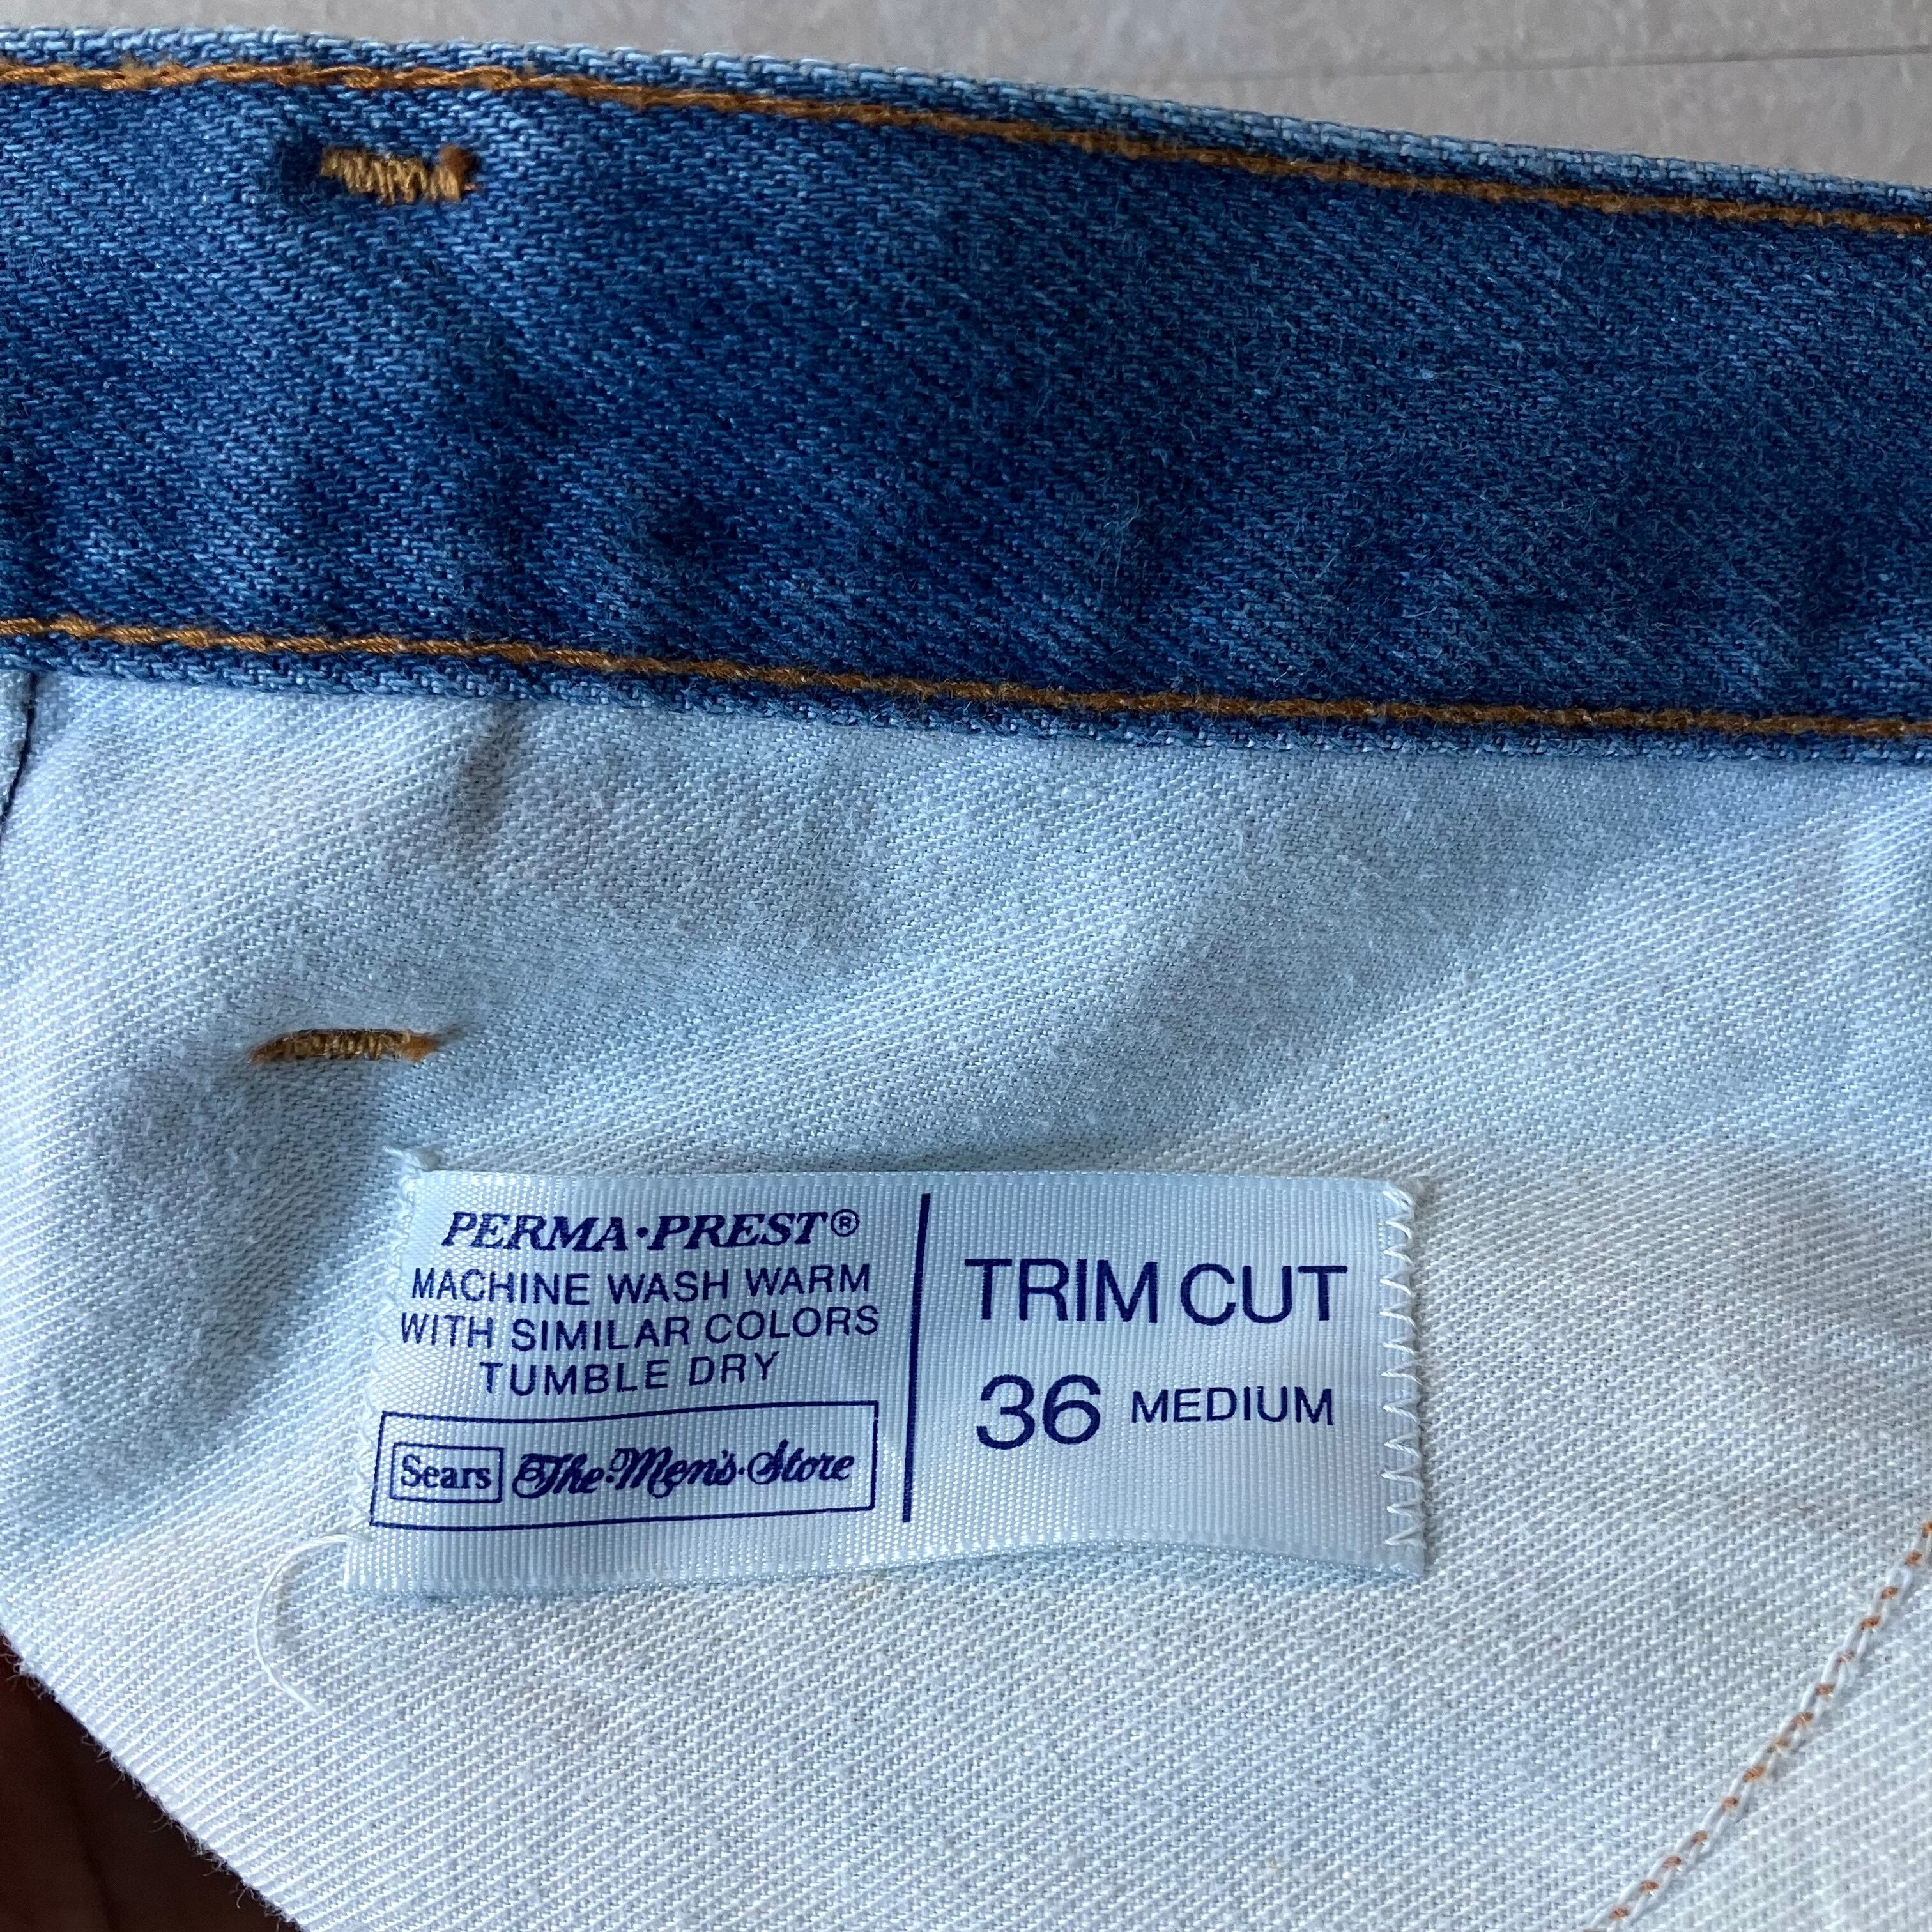 PERMA·PREST®
MACHINE WASH WARM
WITH SIMILAR COLORS
TUMBLE DRY
Sears The Men's Store
TRIM CUT
36 MEDIUM